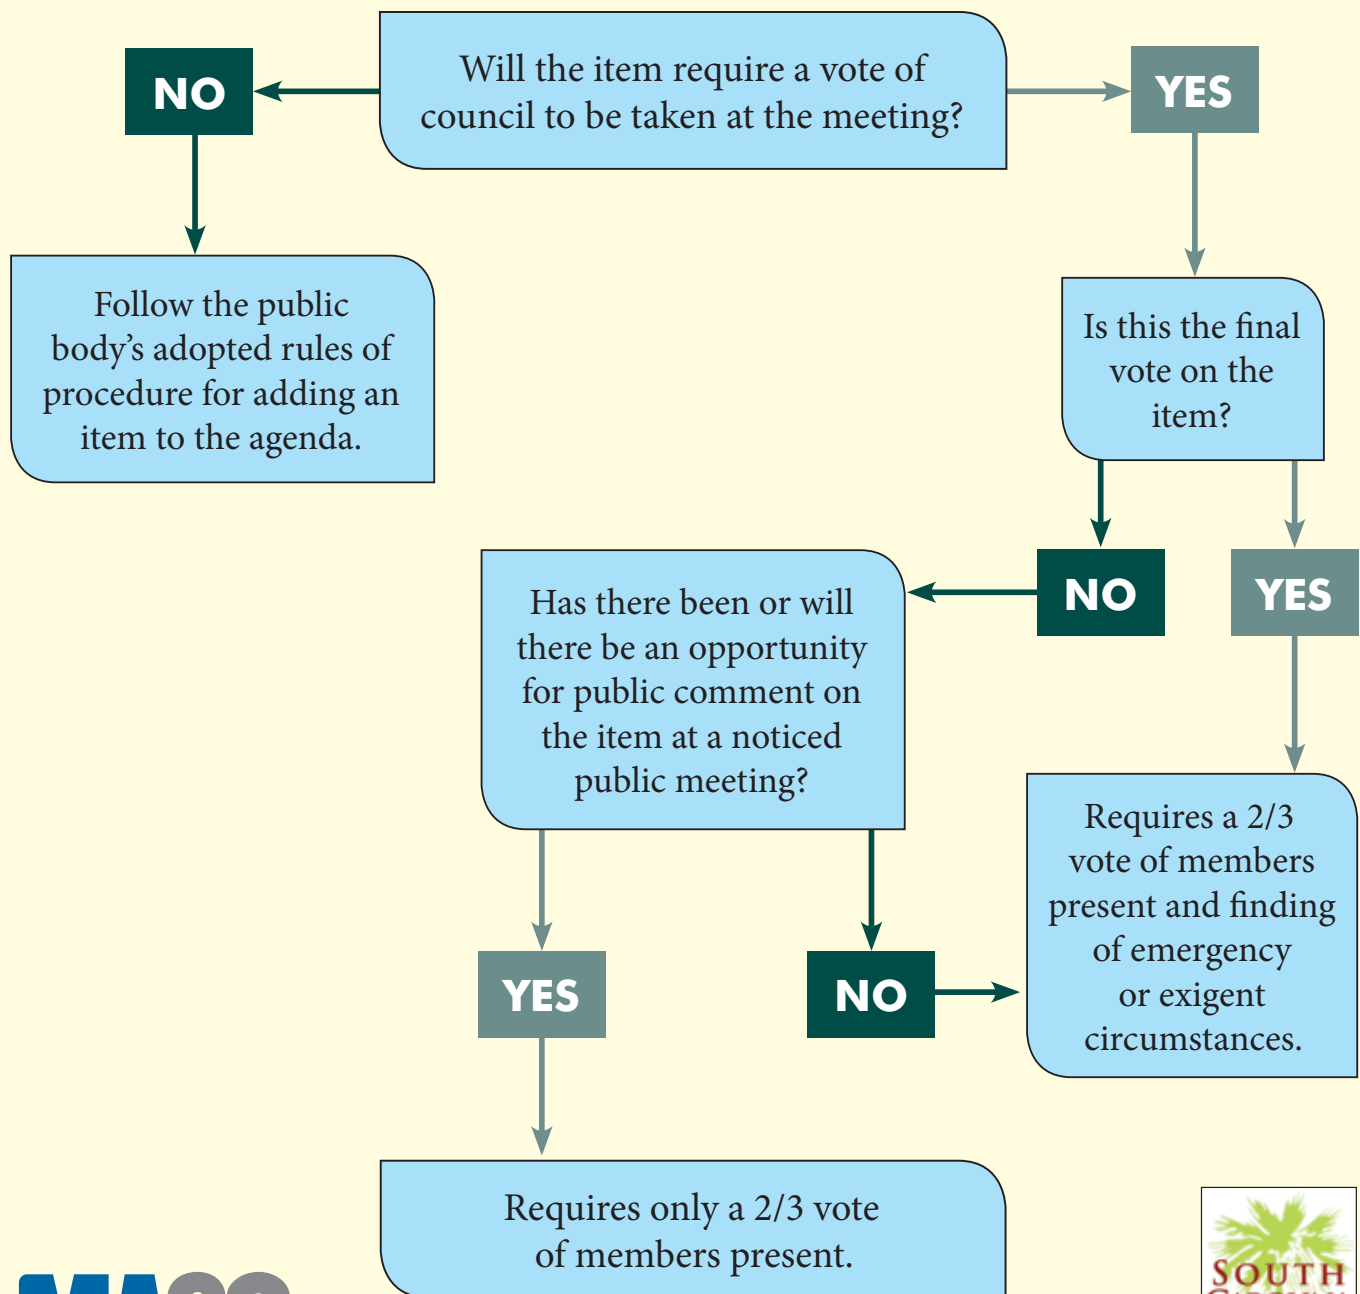 Will the item require a vote of
council to be taken at the meeting?
NO
YES
Follow the public
body’s adopted rules of
procedure for adding an
item to the agenda.
Is this the final
vote on the
item?
NO
YES
Has there been or will
there be an opportunity
for public comment on
the item at a noticed
public meeting?
Requires a 2/3
vote of members
present and finding
of emergency
or exigent
circumstances.
YES
NO
Requires only a 2/3 vote
of members present.
SOUTH